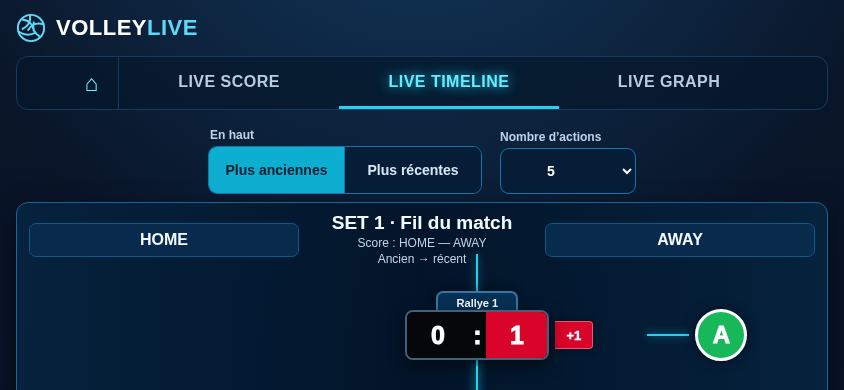 VOLLEYLIVE
LIVE SCORE
LIVE TIMELINE
LIVE GRAPH
En haut
Nombre d'actions
Plus anciennes
Plus récentes
5
HOME
SET 1 · Fil du match
AWAY
Score : HOME — AWAY
Ancien → récent
Rallye 1
0 : 1
+1
A